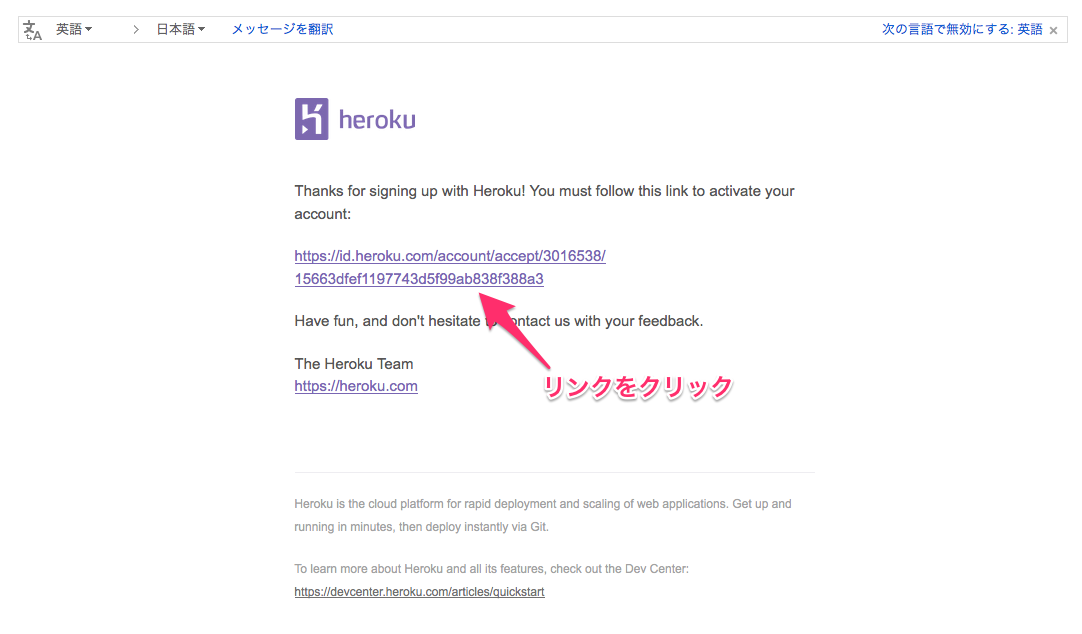 英語 日本語 メッセージを翻訳 次の言語で無効にする: 英語
heroku
Thanks for signing up with Heroku! You must follow this link to activate your
account:
https://id.heroku.com/account/accept/3016538/
15663dfef1197743d5f99ab838f388a3
Have fun, and don't hesitate to contact us with your feedback.
The Heroku Team
https://heroku.com
リンクをクリック
Heroku is the cloud platform for rapid deployment and scaling of web applications. Get up and
running in minutes, then deploy instantly via Git.
To learn more about Heroku and all its features, check out the Dev Center:
https://devcenter.heroku.com/articles/quickstart